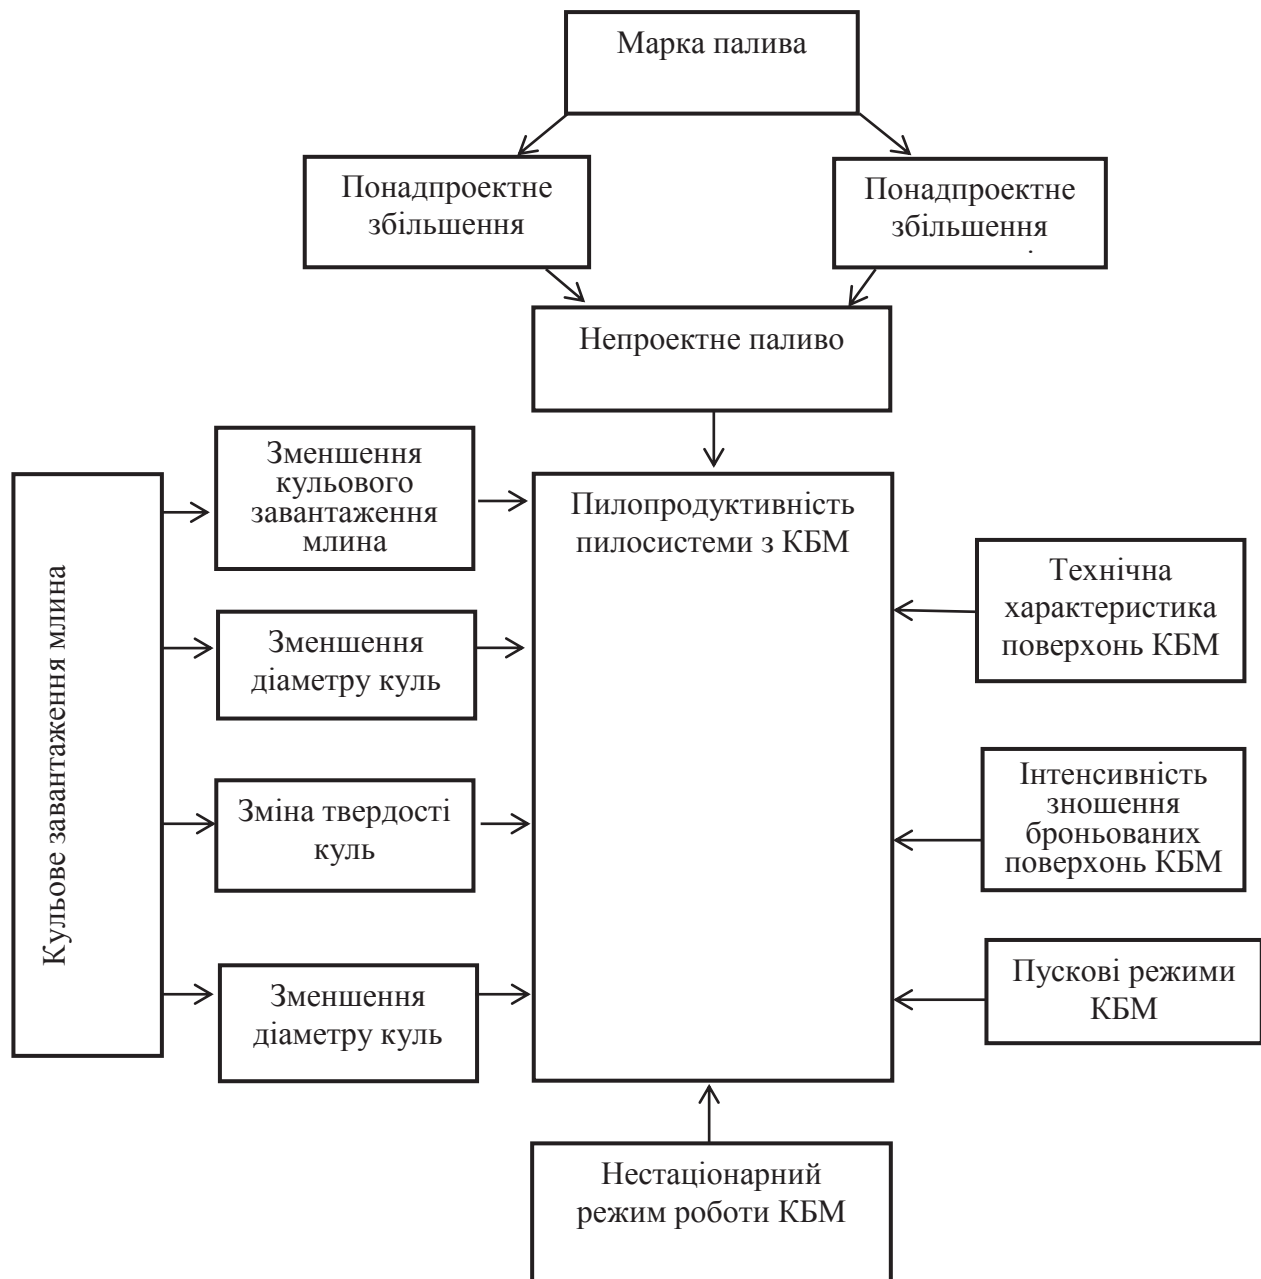 Марка палива
Понадпроектне
збільшення
Понадпроектне
збільшення
Непроектне паливо
Кульове завантаження млина
Зменшення
кульового
завантаження
млина
Зменшення
діаметру куль
Зміна твердості
куль
Зменшення
діаметру куль
Пилопродуктивність
пилосистеми з КБМ
Технічна
характеристика
поверхонь КБМ
Інтенсивність
зношення
броньованих
поверхонь КБМ
Пускові режими
КБМ
Нестаціонарний
режим роботи КБМ